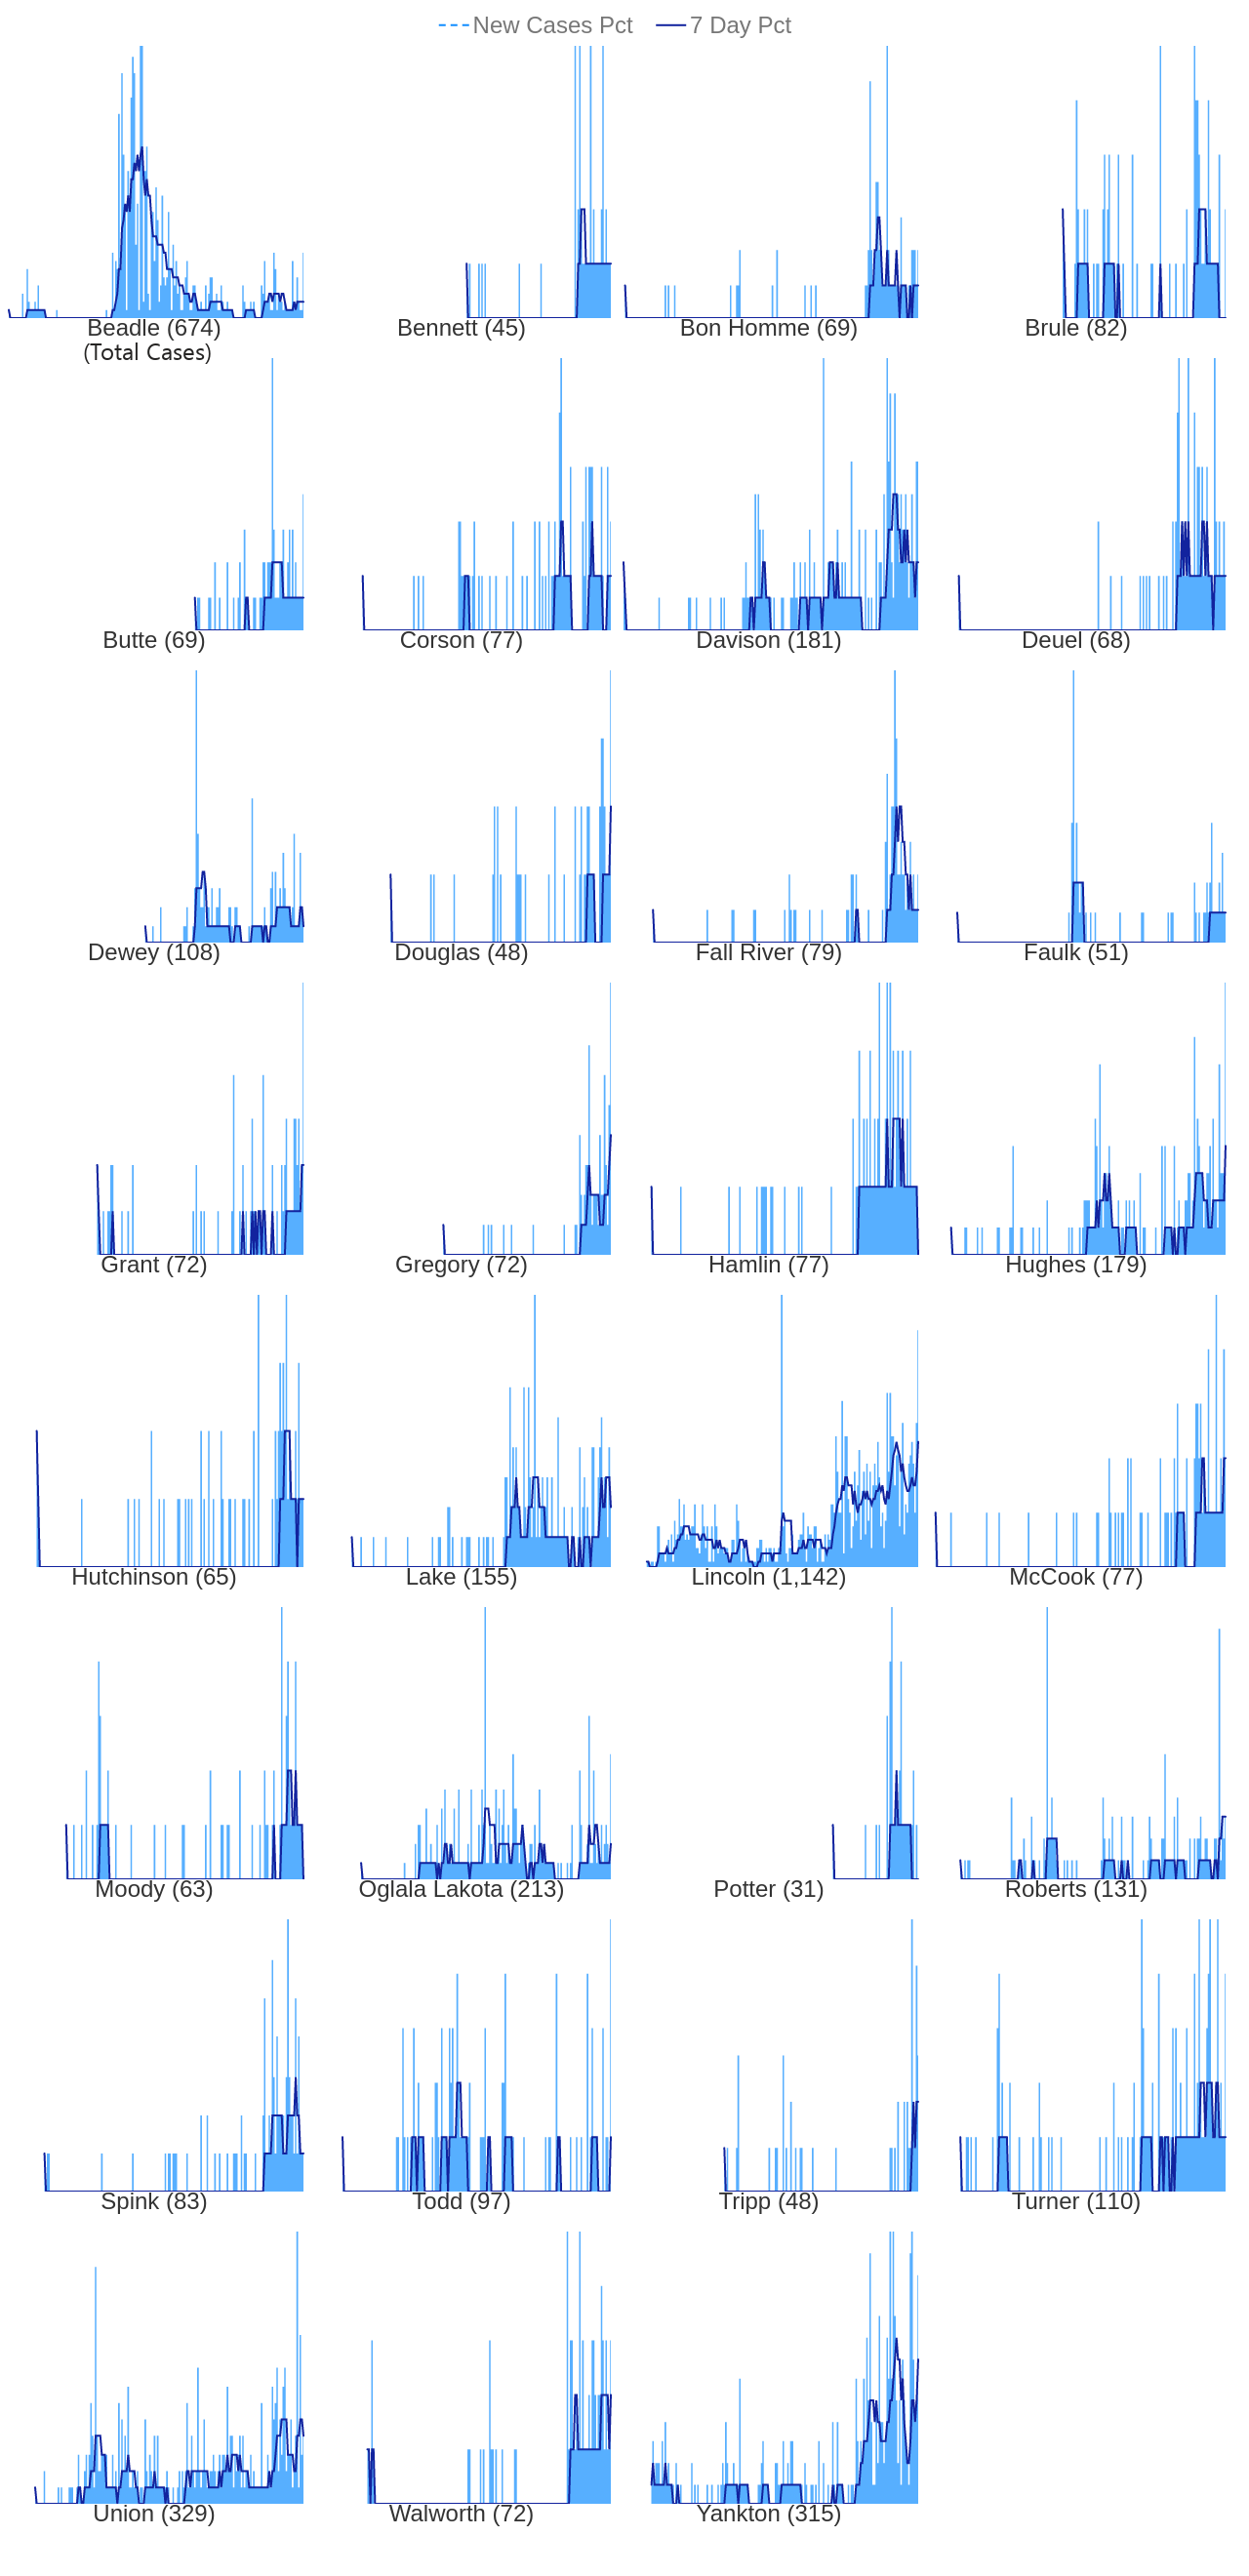 New Cases Pct 7 Day Pct
Beadle (674) Bennett (45) Bon Homme (69) Brule (82)
(Total Cases)
Butte (69) Corson (77) Davison (181) Deuel (68)
Dewey (108) Douglas (48) Fall River (79) Faulk (51)
Grant (72) Gregory (72) Hamlin (77) Hughes (179)
Hutchinson (65) Lake (155) Lincoln (1,142) McCook (77)
Moody (63) Oglala Lakota (213) Potter (31) Roberts (131)
Spink (83) Todd (97) Tripp (48) Turner (110)
Union (329) Walworth (72) Yankton (315)